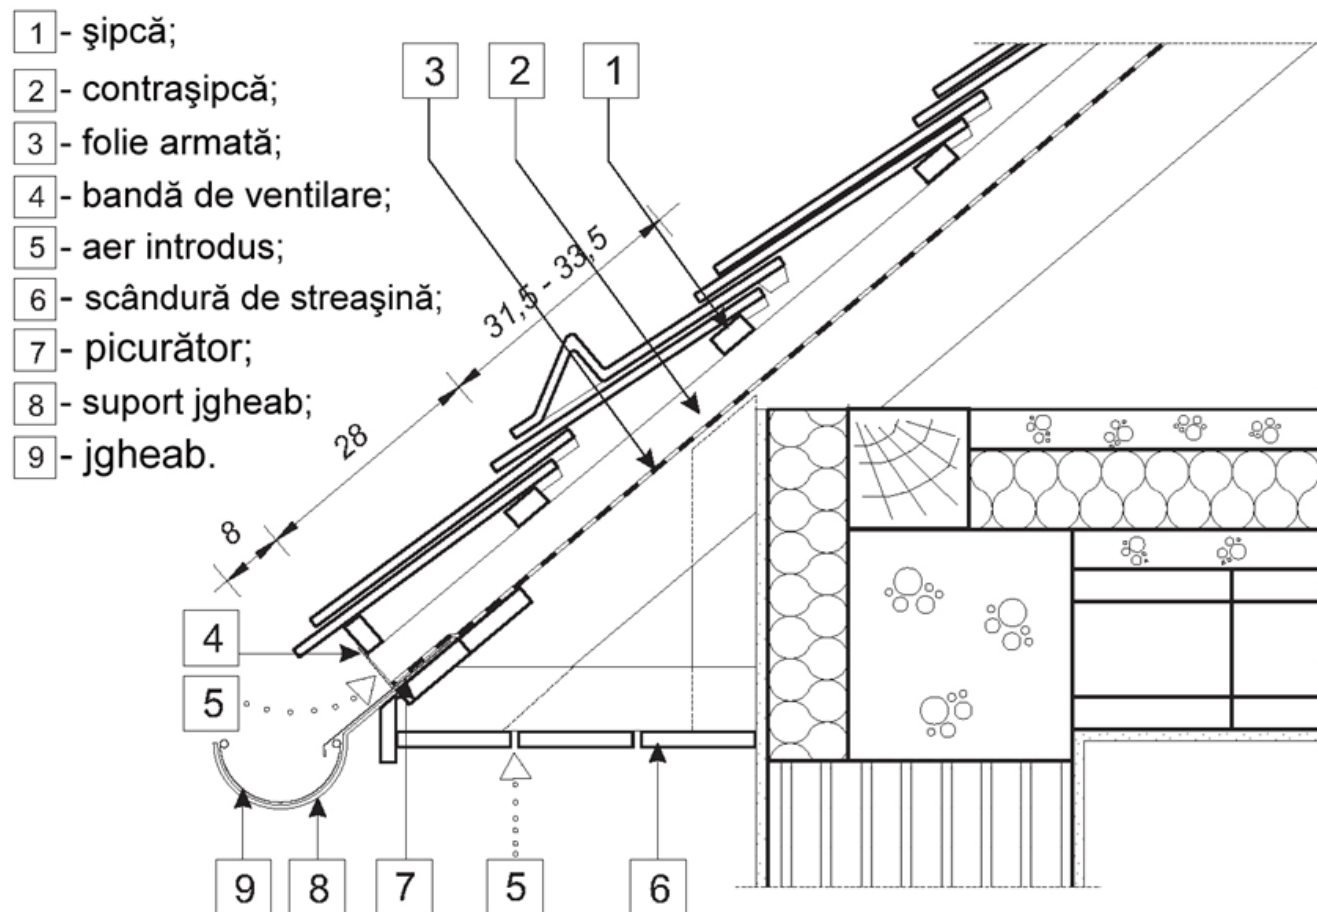 1 - şipcă;
2 - contraşipcă;
3 - folie armată;
4 - bandă de ventilare;
5 - aer introdus;
6 - scândură de streaşină;
7 - picurător;
8 - suport jgheab;
9 - jgheab.
3 2 1
31,5 - 33,5
28
8
4
5
9 8 7 5 6